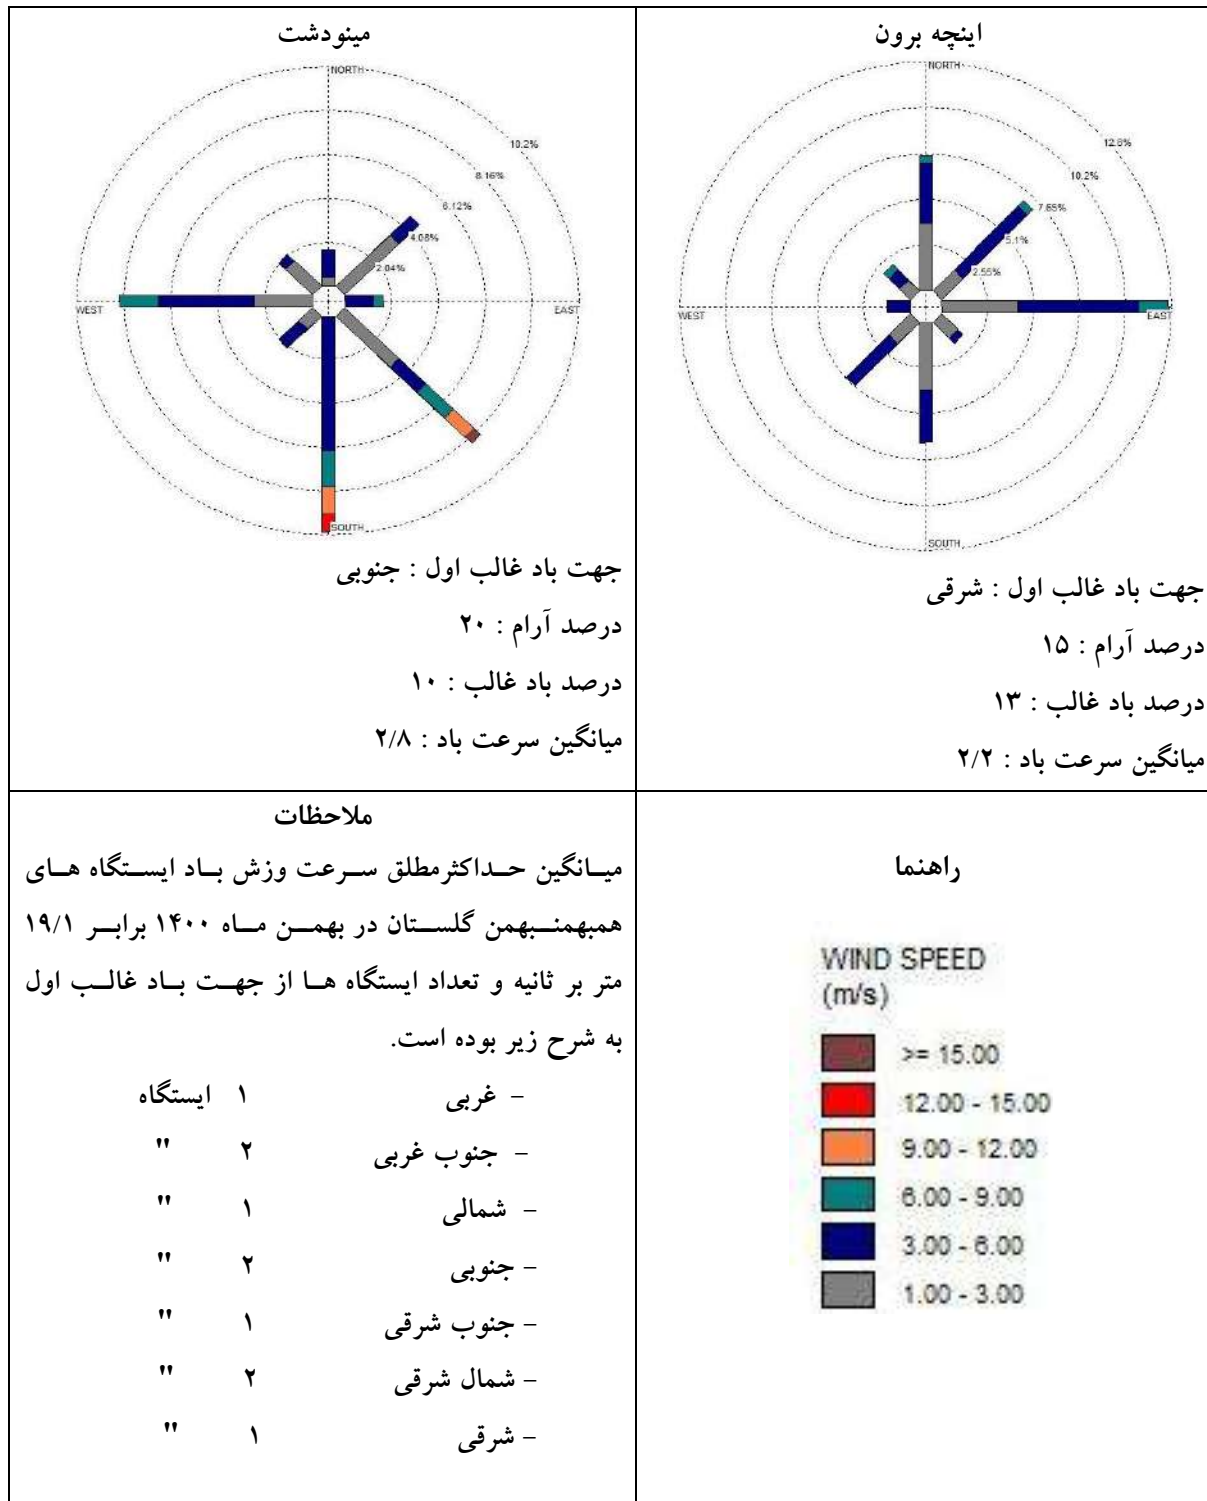 اینچه برون
NORTH
12.8%
10.2%
7.65%
5.1%
2.55%
WEST
EAST
SOUTH
جهت باد غالب اول : شرقی
درصد آرام : ۱۵
درصد باد غالب : ۱۳
میانگین سرعت باد : ۲/۲
مینودشت
NORTH
10.2%
8.16%
6.12%
4.08%
2.04%
WEST
EAST
SOUTH
جهت باد غالب اول : جنوبی
درصد آرام : ۲۰
درصد باد غالب : ۱۰
میانگین سرعت باد : ۲/۸
راهنما
WIND SPEED
(m/s)
>= 15.00
12.00 - 15.00
9.00 - 12.00
6.00 - 9.00
3.00 - 6.00
1.00 - 3.00
ملاحظات
میانگین حداکثرمطلق سرعت وزش باد ایستگاه های
همبهمنبهمن گلستان در بهمن ماه ۱۴۰۰ برابر ۱۹/۱
متر بر ثانیه و تعداد ایستگاه ها از جهت باد غالب اول
به شرح زیر بوده است.
- غربی ۱ ایستگاه
- جنوب غربی ۲ "
- شمالی ۱ "
- جنوبی ۲ "
- جنوب شرقی ۱ "
- شمال شرقی ۲ "
- شرقی ۱ "